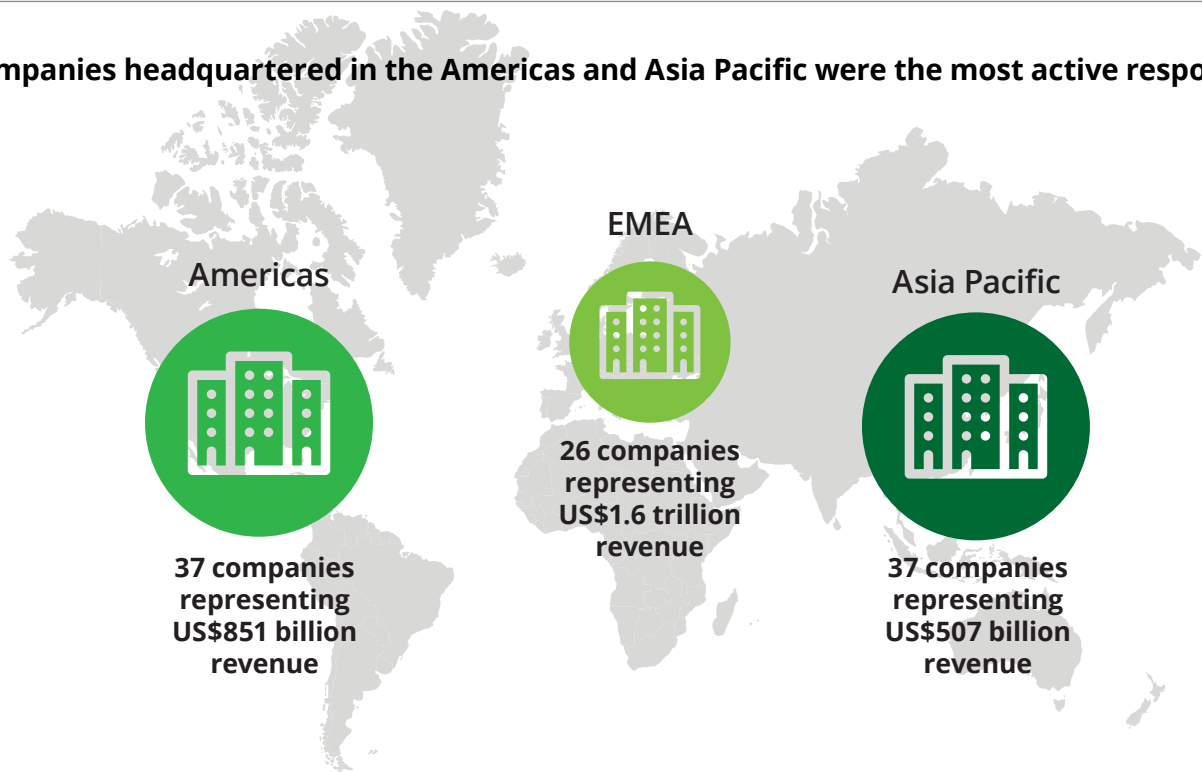 mpanies headquartered in the Americas and Asia Pacific were the most active respo
EMEA
Americas
Asia Pacific
26 companies
representing
US$1.6 trillion
revenue
37 companies
representing
US$851 billion
revenue
37 companies
representing
US$507 billion
revenue